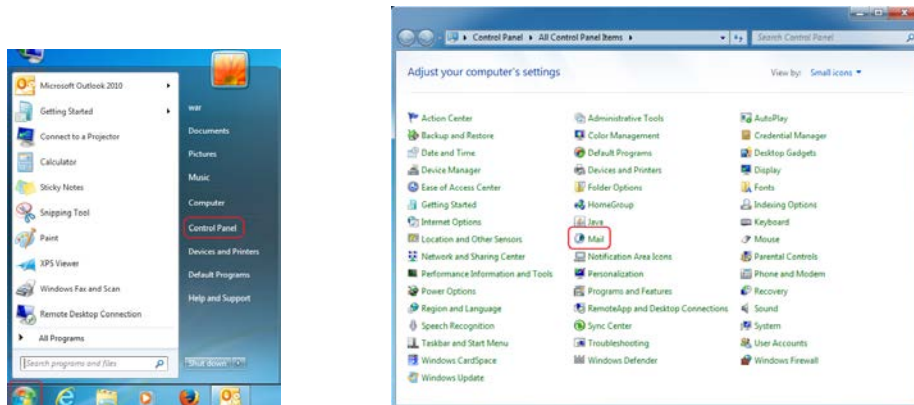 Microsoft Outlook 2010
Getting Started
Connect to a Projector
Calculator
Sticky Notes
Snipping Tool
Paint
XPS Viewer
Windows Fax and Scan
Remote Desktop Connection
All Programs
Search programs and files
war
Documents
Pictures
Music
Computer
Control Panel
Devices and Printers
Default Programs
Help and Support
Shut down
Control Panel All Control Panel Items
Search Control Panel
Adjust your computer's settings
View by: Small icons
Action Center
Administrative Tools
AutoPlay
Backup and Restore
Color Management
Credential Manager
Date and Time
Default Programs
Desktop Gadgets
Device Manager
Devices and Printers
Display
Ease of Access Center
Folder Options
Fonts
Getting Started
HomeGroup
Indexing Options
Internet Options
Java
Keyboard
Location and Other Sensors
Mail
Mouse
Network and Sharing Center
Notification Area Icons
Parental Controls
Performance Information and Tools
Personalization
Phone and Modem
Power Options
Programs and Features
Recovery
Region and Language
RemoteApp and Desktop Connections
Sound
Speech Recognition
Sync Center
System
Taskbar and Start Menu
Troubleshooting
User Accounts
Windows CardSpace
Windows Defender
Windows Firewall
Windows Update